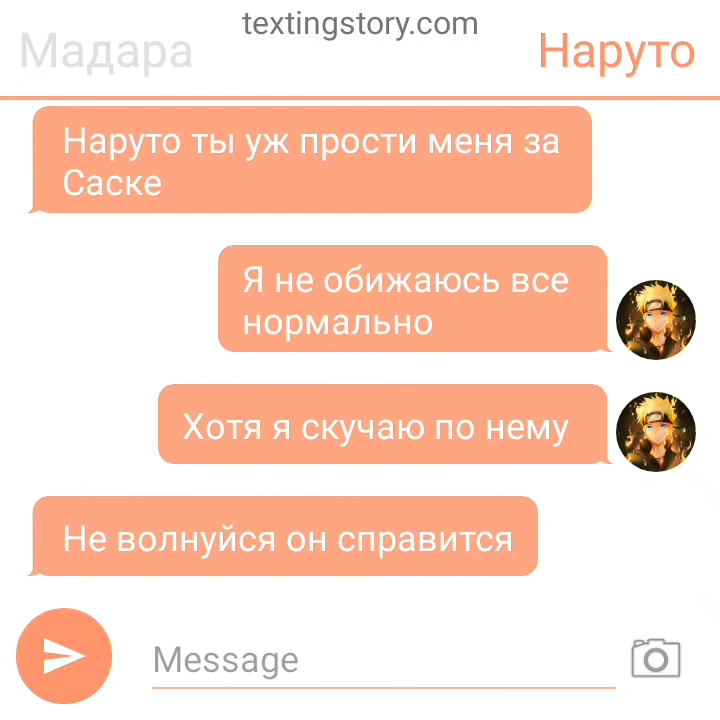 textingstory.com
Мадара
Наруто
Наруто ты уж прости меня за
Саске
Я не обижаюсь все
нормально
Хотя я скучаю по нему
Не волнуйся он справится
Message